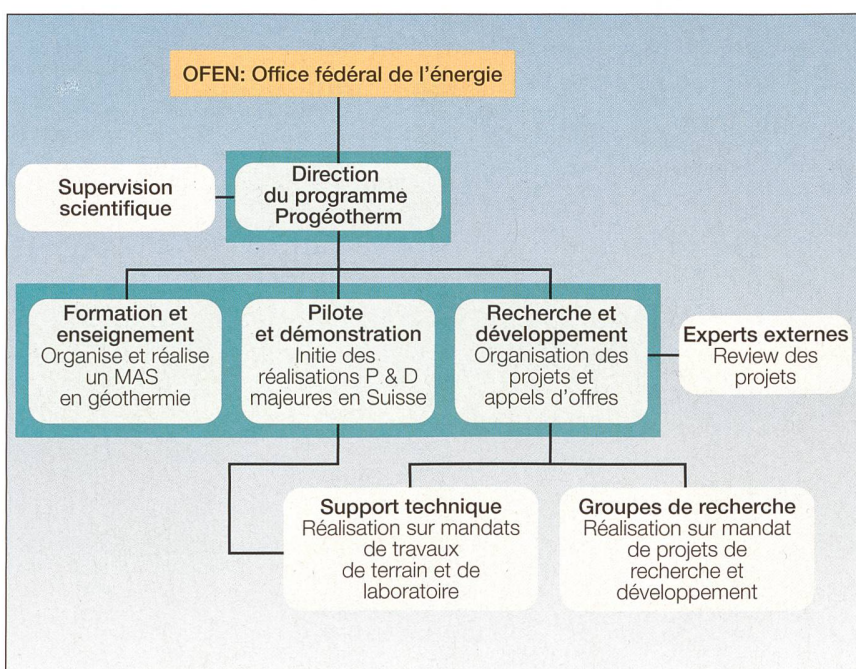 OFEN: Office fédéral de l'énergie
Supervision
scientifique
Direction
du programme
Progéotherm
Formation et
enseignement
Organise et réalise
un MAS
en géothermie
Pilote
et démonstration
Initie des
réalisations P & D
majeures en Suisse
Recherche et
développement
Organisation des
projets et
appels d'offres
Experts externes
Review des
projets
Support technique
Réalisation sur mandats
de travaux
de terrain et de
laboratoire
Groupes de recherche
Réalisation sur mandat
de projets de
recherche et
développement